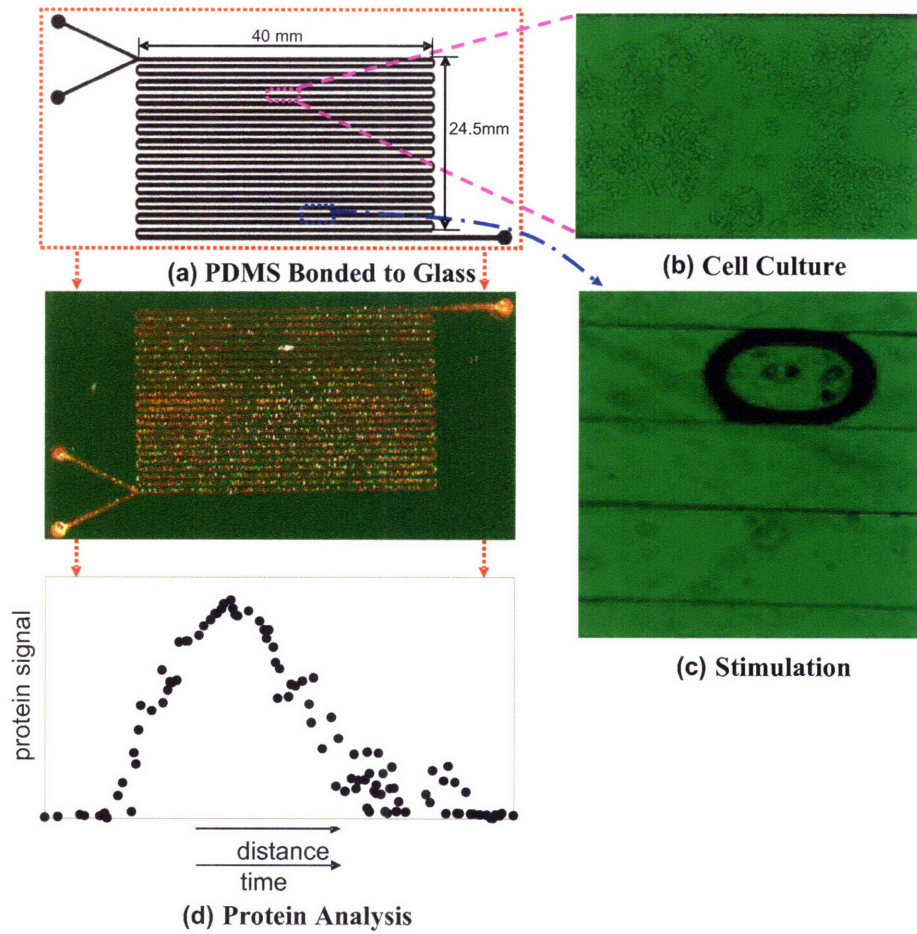 40 mm
24.5mm
(a) PDMS Bonded to Glass
(b) Cell Culture
(c) Stimulation
protein signal
distance
time
(d) Protein Analysis